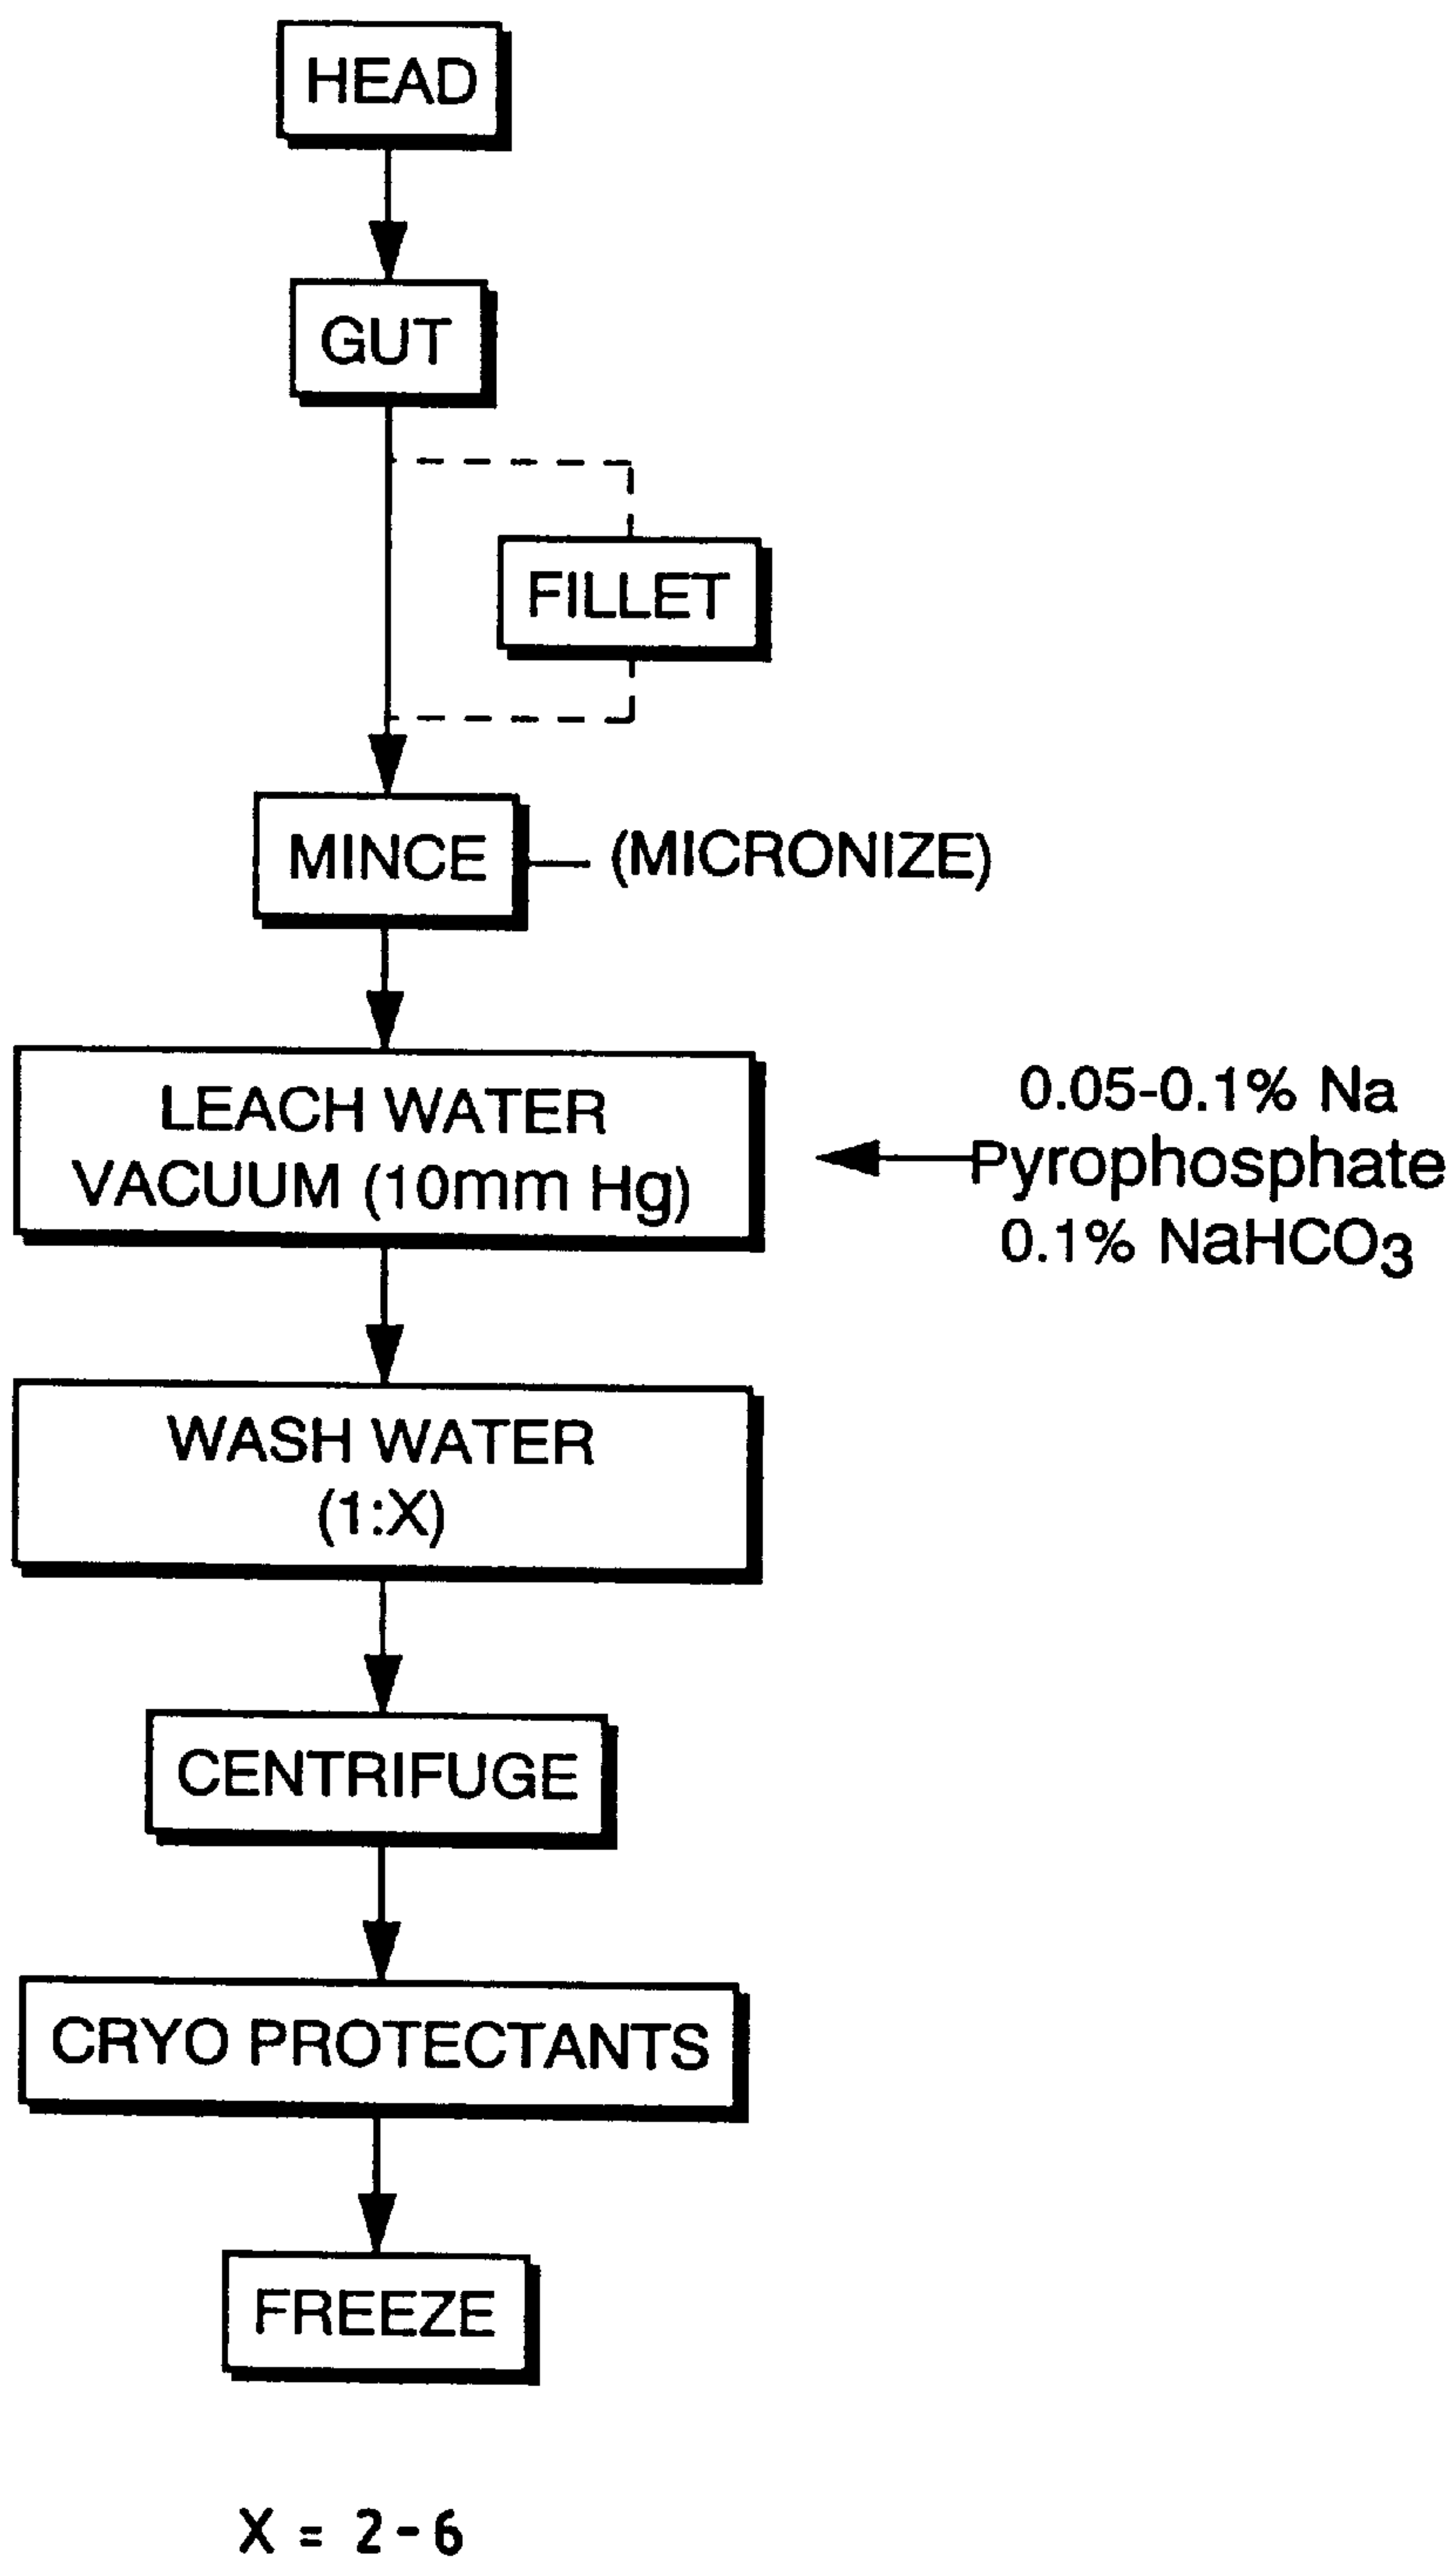 HEAD
GUT
FILLET
MINCE
(MICRONIZE)
LEACH WATER
VACUUM (10mm Hg)
0.05-0.1% Na
Pyrophosphate
0.1% NaHCO3
WASH WATER
(1:X)
CENTRIFUGE
CRYO PROTECTANTS
FREEZE
X = 2-6